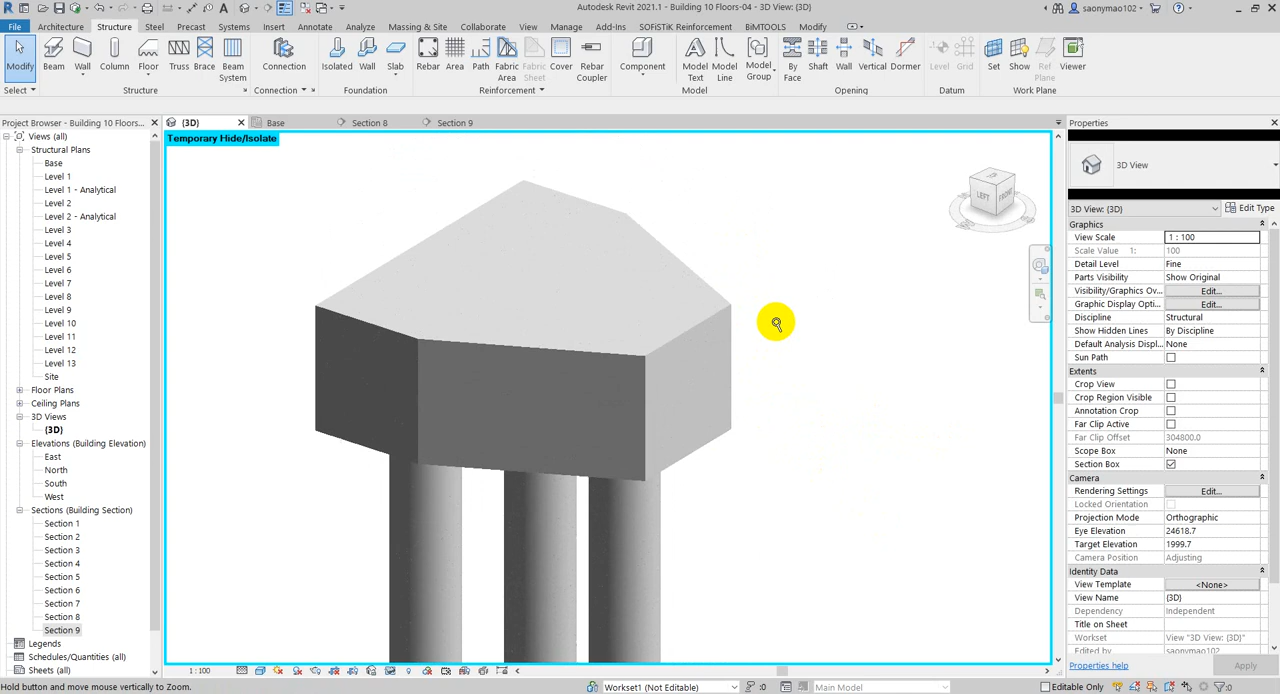 Autodesk Revit 2021.1 - Building 10 Floors-04 - 3D View: {3D}
saonymao102
File Architecture Structure Steel Precast Systems Insert Annotate Analyze Massing & Site Collaborate View Manage Add-Ins SOFiSTiK Reinforcement BiMTOOLS Modify
Modify Beam Wall Column Floor Truss Brace Beam System Connection Isolated Wall Slab Rebar Area Path Fabric Area Fabric Sheet Cover Rebar Coupler Component Model Text Model Line Model Group By Face Shaft Wall Vertical Dormer Level Grid Set Show Ref Plane Viewer
Select Structure Connection Foundation Reinforcement Model Opening Datum Work Plane
Project Browser - Building 10 Floors...
{3D} Base Section 8 Section 9
Properties
Temporary Hide/Isolate
Views (all)
Structural Plans
Base
Level 1
Level 1 - Analytical
Level 2
Level 2 - Analytical
Level 3
Level 4
Level 5
Level 6
Level 7
Level 8
Level 9
Level 10
Level 11
Level 12
Level 13
Site
Floor Plans
Ceiling Plans
3D Views
{3D}
Elevations (Building Elevation)
East
North
South
West
Sections (Building Section)
Section 1
Section 2
Section 3
Section 4
Section 5
Section 6
Section 7
Section 8
Section 9
Legends
Schedules/Quantities (all)
Sheets (all)
TOP
LEFT FRONT
3D View
3D View: {3D} Edit Type
Graphics
View Scale 1 : 100
Scale Value 1: 100
Detail Level Fine
Parts Visibility Show Original
Visibility/Graphics Ov... Edit...
Graphic Display Opti... Edit...
Discipline Structural
Show Hidden Lines By Discipline
Default Analysis Displ... None
Sun Path
Extents
Crop View
Crop Region Visible
Annotation Crop
Far Clip Active
Far Clip Offset 304800.0
Scope Box None
Section Box
Camera
Rendering Settings Edit...
Locked Orientation
Projection Mode Orthographic
Eye Elevation 24618.7
Target Elevation 1999.7
Camera Position Adjusting
Identity Data
View Template <None>
View Name {3D}
Dependency Independent
Title on Sheet
Workset View "3D View: {3D}"
Edited by saonymao102
Properties help Apply
1 : 100
Hold button and move mouse vertically to Zoom.
Workset1 (Not Editable) :0 Main Model Editable Only :0